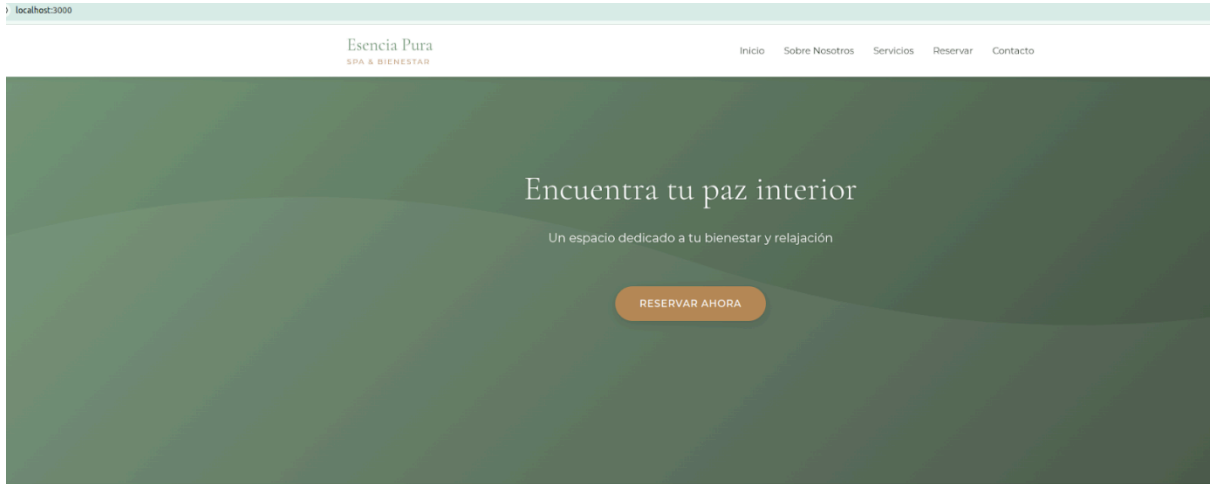 localhost:3000
Esencia Pura
SPA & BIENESTAR
Inicio Sobre Nosotros Servicios Reservar Contacto
Encuentra tu paz interior
Un espacio dedicado a tu bienestar y relajación
RESERVAR AHORA